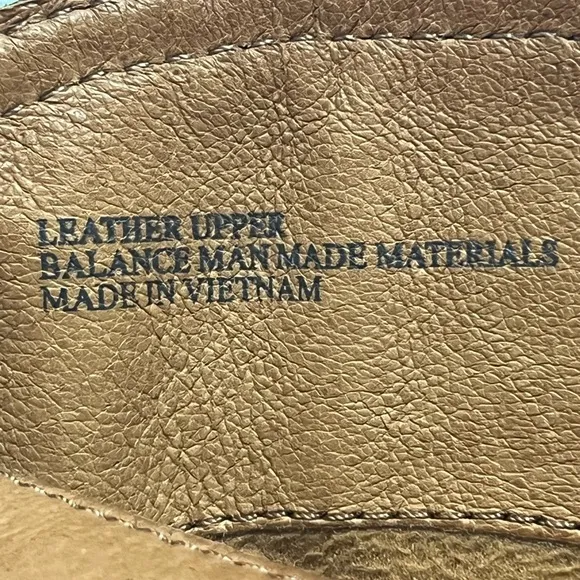 LEATHER UPPER
BALANCE MAN MADE MATERIALS
MADE IN VIETNAM